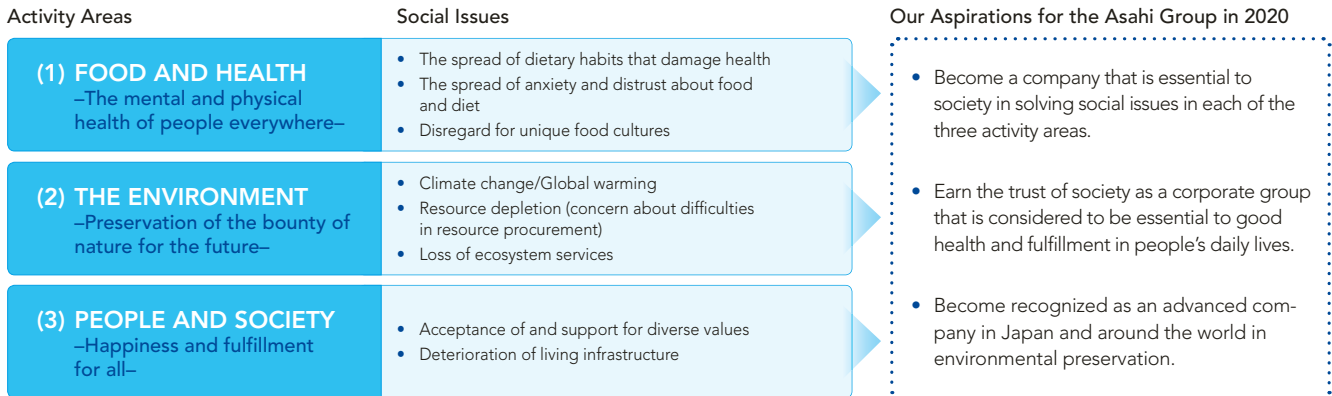 Activity Areas
Social Issues
Our Aspirations for the Asahi Group in 2020
(1) FOOD AND HEALTH
–The mental and physical
health of people everywhere–
• The spread of dietary habits that damage health
• The spread of anxiety and distrust about food
and diet
• Disregard for unique food cultures
(2) THE ENVIRONMENT
–Preservation of the bounty of
nature for the future–
• Climate change/Global warming
• Resource depletion (concern about difficulties
in resource procurement)
• Loss of ecosystem services
(3) PEOPLE AND SOCIETY
–Happiness and fulfillment
for all–
• Acceptance of and support for diverse values
• Deterioration of living infrastructure
• Become a company that is essential to
society in solving social issues in each of the
three activity areas.
• Earn the trust of society as a corporate group
that is considered to be essential to good
health and fulfillment in people’s daily lives.
• Become recognized as an advanced com-
pany in Japan and around the world in
environmental preservation.